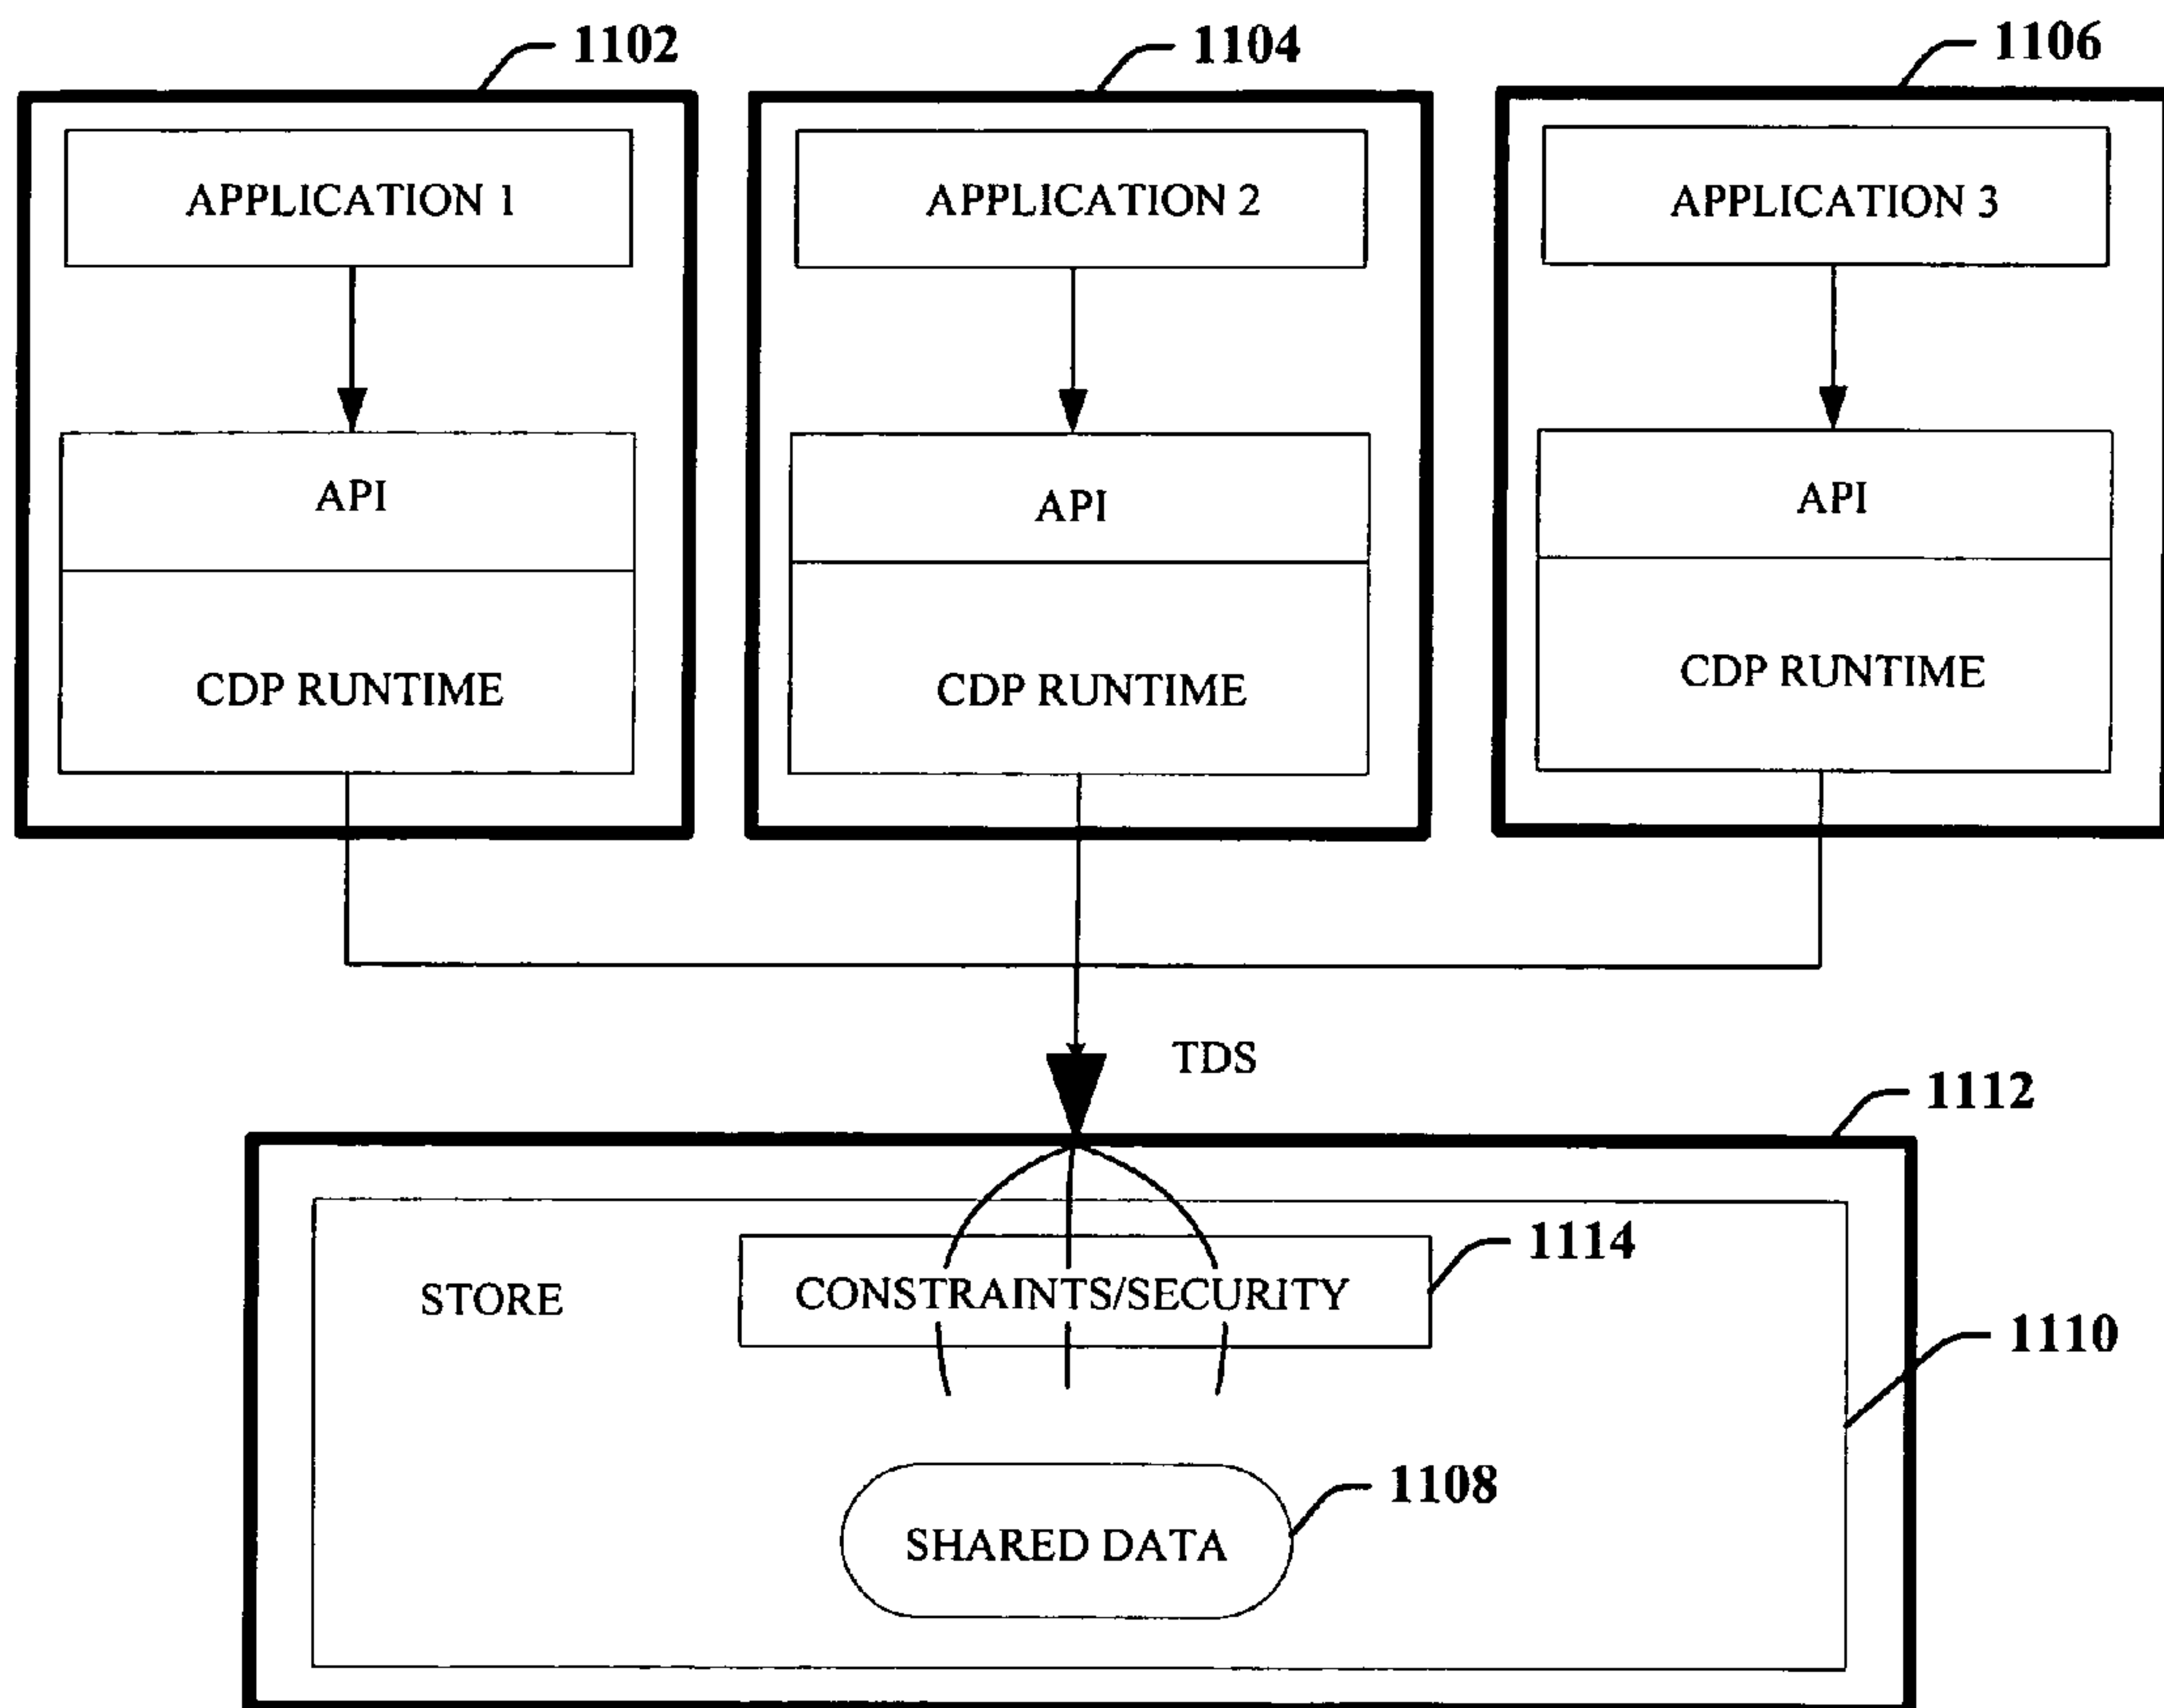 1102
1104
1106
APPLICATION 1
APPLICATION 2
APPLICATION 3
API
API
API
CDP RUNTIME
CDP RUNTIME
CDP RUNTIME
TDS
1112
STORE
CONSTRAINTS/SECURITY
1114
1110
1108
SHARED DATA